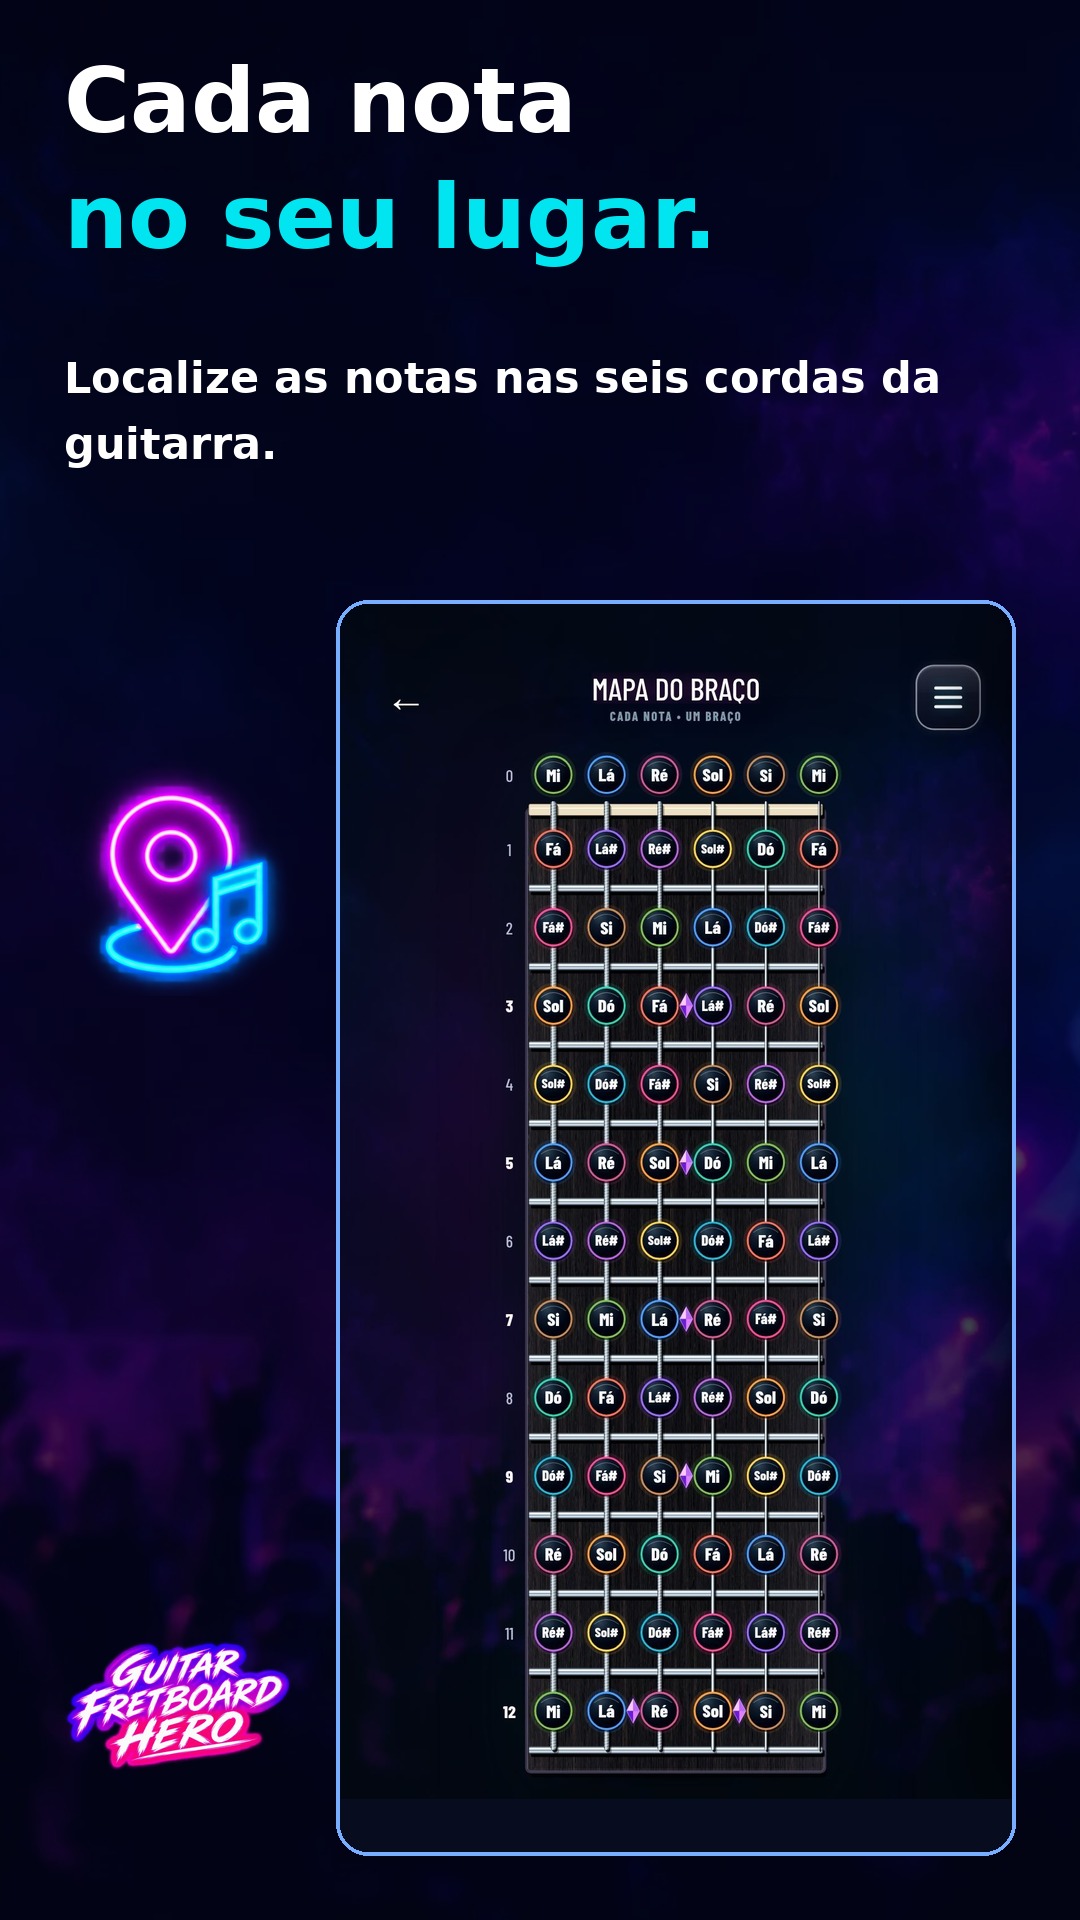 Cada nota
no seu lugar.
Localize as notas nas seis cordas da
guitarra.
←
MAPA DO BRAÇO
CADA NOTA • UM BRAÇO
0 Mi Lá Ré Sol Si Mi
1 Fá Lá# Ré# Sol# Dó Fá
2 Fá# Si Mi Lá Dó# Fá#
3 Sol Dó Fá Lá# Ré Sol
4 Sol# Dó# Fá# Si Ré# Sol#
5 Lá Ré Sol Dó Mi Lá
6 Lá# Ré# Sol# Dó# Fá Lá#
7 Si Mi Lá Ré Fá# Si
8 Dó Fá Lá# Ré# Sol Dó
9 Dó# Fá# Si Mi Sol# Dó#
10 Ré Sol Dó Fá Lá Ré
11 Ré# Sol# Dó# Fá# Lá# Ré#
12 Mi Lá Ré Sol Si Mi
GUITAR
FRETBOARD
HERO